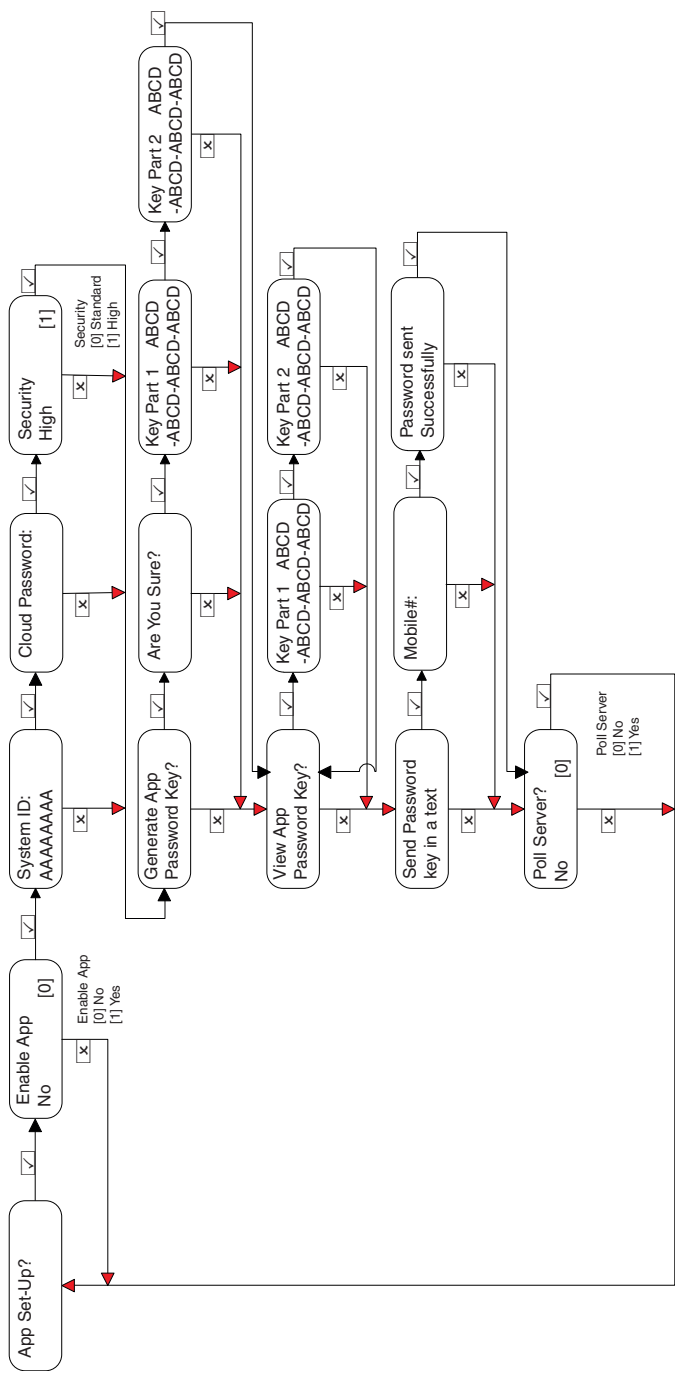 App Set-Up?
Enable App
No [0]
Enable App
[0] No
[1] Yes
System ID:
AAAAAAAA
Cloud Password:
Security
High [1]
Security
[0] Standard
[1] High
Generate App
Password Key?
Are You Sure?
Key Part 1 ABCD
-ABCD-ABCD-ABCD
Key Part 2 ABCD
-ABCD-ABCD-ABCD
View App
Password Key?
Key Part 1 ABCD
-ABCD-ABCD-ABCD
Key Part 2 ABCD
-ABCD-ABCD-ABCD
Send Password
key in a text
Mobile#:
Password sent
Successfully
Poll Server?
No [0]
Poll Server
[0] No
[1] Yes